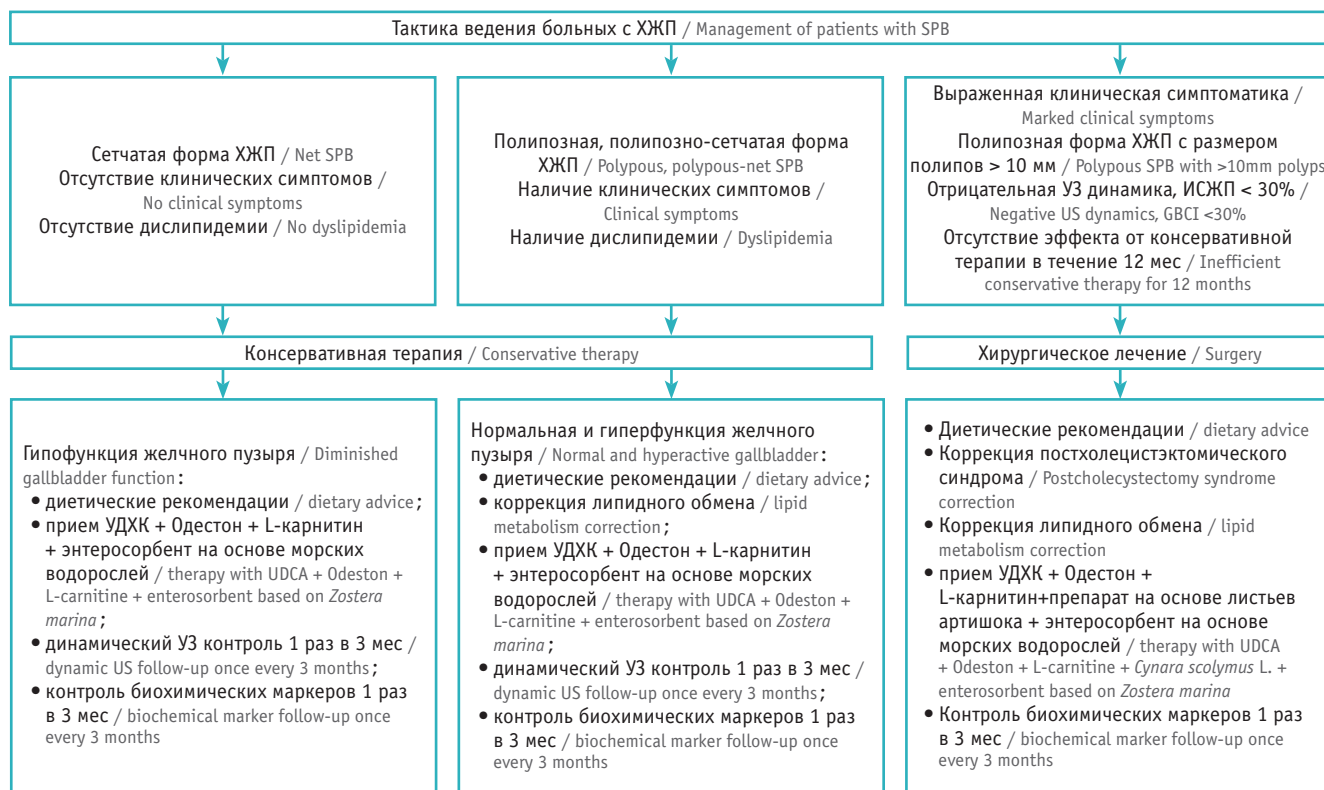 Тактика ведения больных с ХЖП / Management of patients with SPB
Сетчатая форма ХЖП / Net SPB
Отсутствие клинических симптомов /
No clinical symptoms
Отсутствие дислипидемии / No dyslipidemia
Полипозная, полипозно-сетчатая форма
ХЖП / Polypous, polypous-net SPB
Наличие клинических симптомов /
Clinical symptoms
Наличие дислипидемии / Dyslipidemia
Выраженная клиническая симптоматика /
Marked clinical symptoms
Полипозная форма ХЖП с размером
полипов > 10 мм / Polypous SPB with >10mm polyps
Отрицательная УЗ динамика, ИСЖП < 30% /
Negative US dynamics, GBCI <30%
Отсутствие эффекта от консервативной
терапии в течение 12 мес / Inefficient
conservative therapy for 12 months
Консервативная терапия / Conservative therapy
Хирургическое лечение / Surgery
Гипофункция желчного пузыря / Diminished
gallbladder function:
• диетические рекомендации / dietary advice;
• прием УДХК + Одестон + L-карнитин
+ энтеросорбент на основе морских
водорослей / therapy with UDCA + Odeston +
L-carnitine + enterosorbent based on Zostera
marina;
• динамический УЗ контроль 1 раз в 3 мес /
dynamic US follow-up once every 3 months;
• контроль биохимических маркеров 1 раз
в 3 мес / biochemical marker follow-up once
every 3 months
Нормальная и гиперфункция желчного
пузыря / Normal and hyperactive gallbladder:
• диетические рекомендации / dietary advice;
• коррекция липидного обмена / lipid
metabolism correction;
• прием УДХК + Одестон + L-карнитин
+ энтеросорбент на основе морских
водорослей / therapy with UDCA + Odeston +
L-carnitine + enterosorbent based on Zostera
marina;
• динамический УЗ контроль 1 раз в 3 мес /
dynamic US follow-up once every 3 months;
• контроль биохимических маркеров 1 раз
в 3 мес / biochemical marker follow-up once
every 3 months
• Диетические рекомендации / dietary advice
• Коррекция постхолецистэктомического
синдрома / Postcholecystectomy syndrome
correction
• Коррекция липидного обмена / lipid
metabolism correction
• прием УДХК + Одестон +
L-карнитин+препарат на основе листьев
артишока + энтеросорбент на основе
морских водорослей / therapy with UDCA
+ Odeston + L-carnitine + Cynara scolymus L. +
enterosorbent based on Zostera marina
• Контроль биохимических маркеров 1 раз
в 3 мес / biochemical marker follow-up once
every 3 months